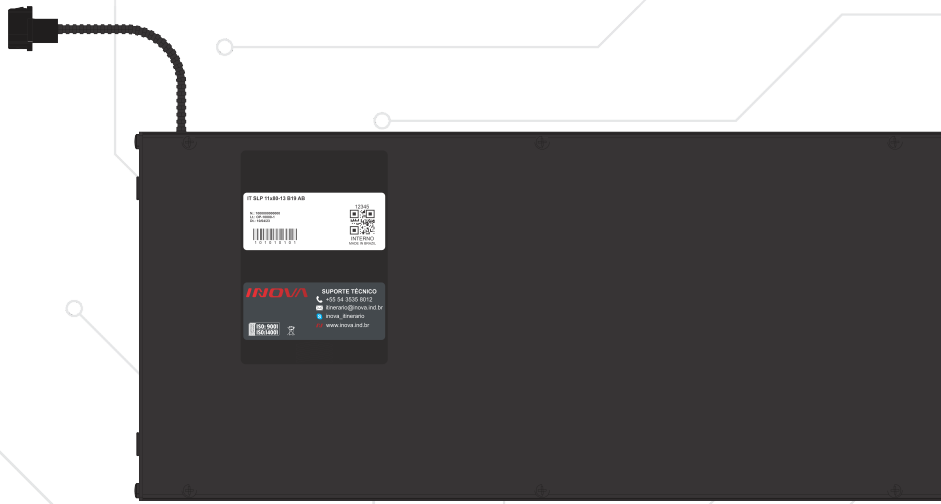 IT SLP 11x80-13 B19 AB
12345
101010101
INTERNO
MADE IN BRAZIL
INOVA
SUPORTE TÉCNICO
+55 54 3535 8012
itinerario@inova.ind.br
inova_itinerario
www.inova.ind.br
ISO: 9001
ISO:14001